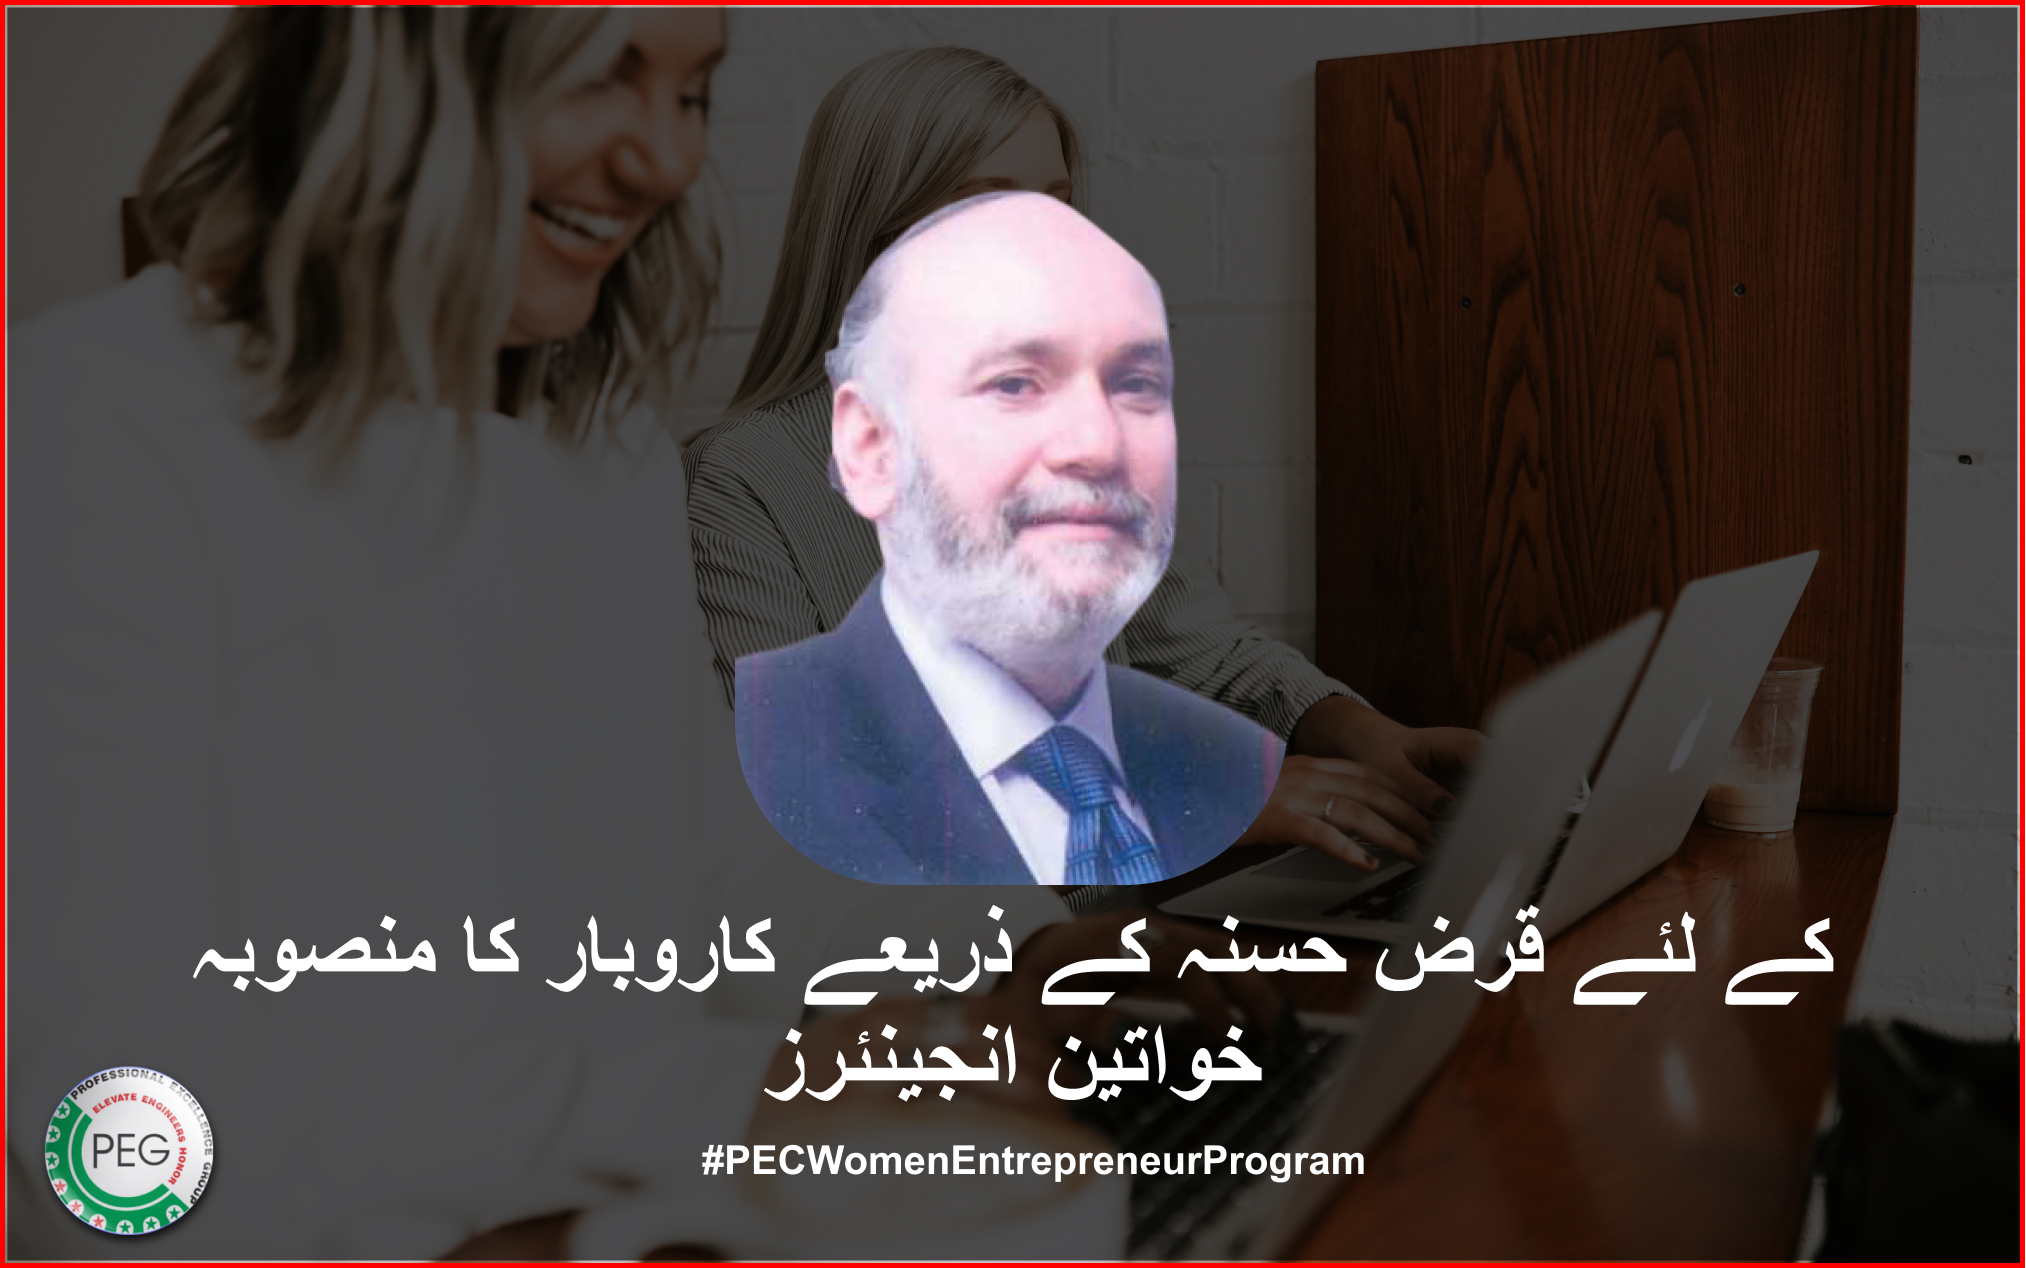 کے لئے قرض حسنہ کے ذریعے کاروبار کا منصوبہ
خواتین انجینئرز
#PECWomenEntrepreneurProgram
PROFESSIONAL EXCELLENCE GROUP
ELEVATE ENGINEERS HONOR
PEG